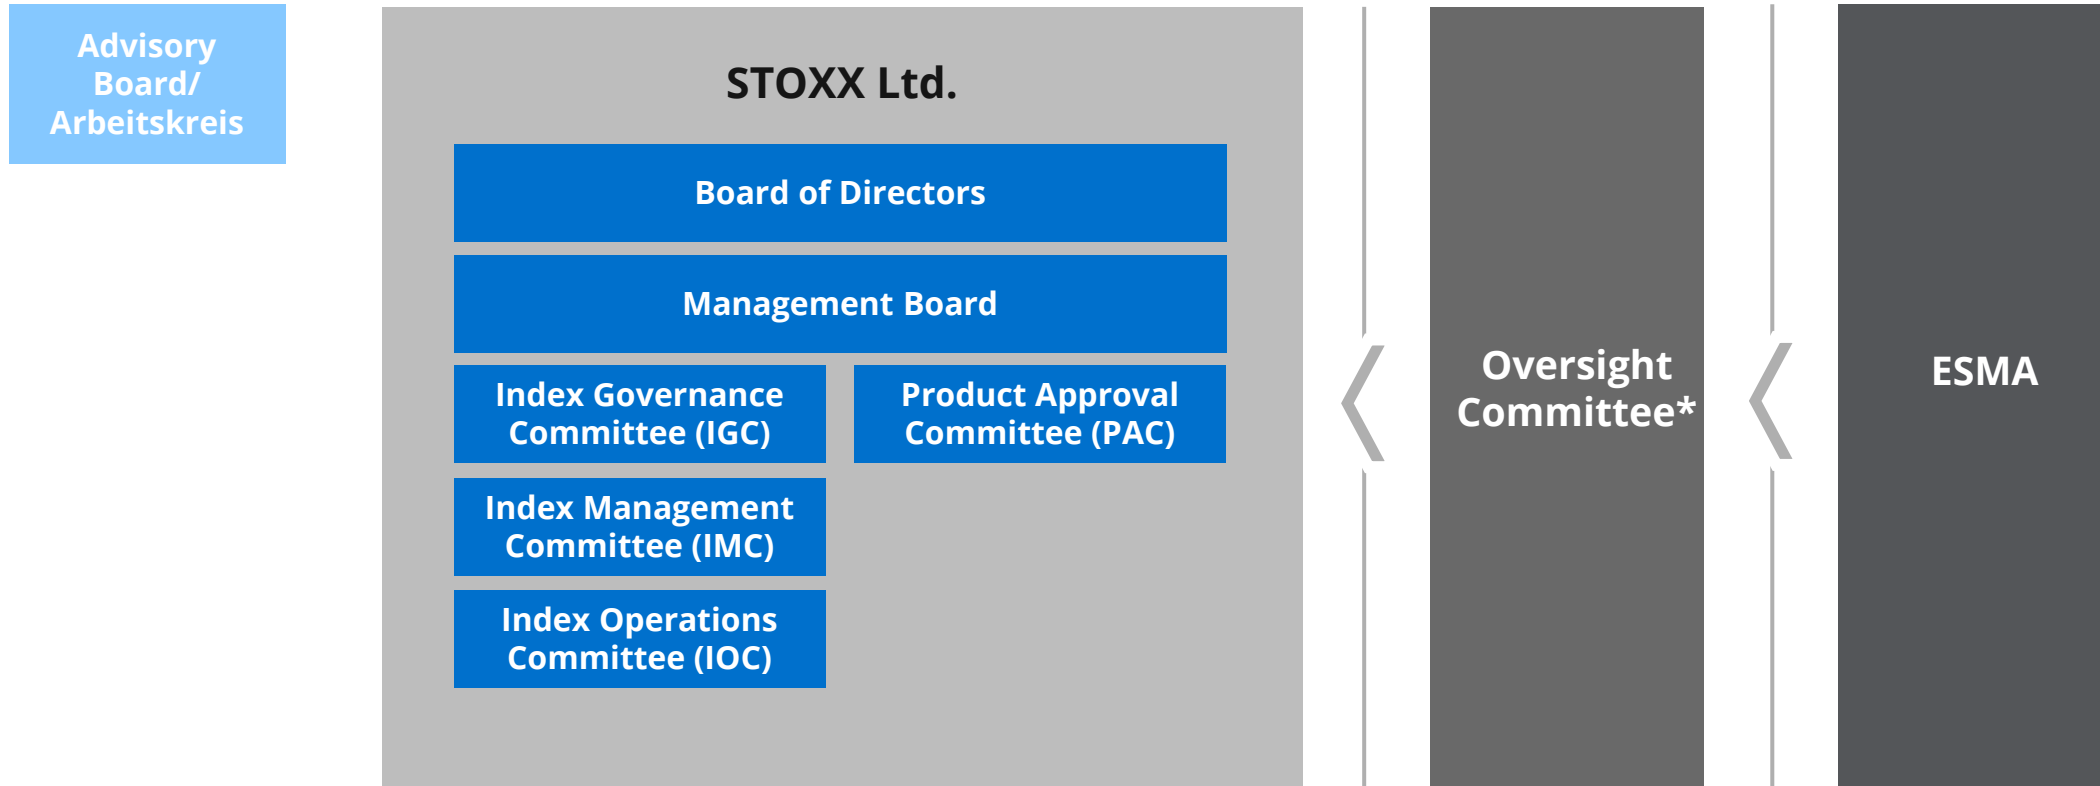 Advisory
Board/
Arbeitskreis
STOXX Ltd.
Board of Directors
Management Board
Index Governance
Committee (IGC)
Product Approval
Committee (PAC)
Index Management
Committee (IMC)
Index Operations
Committee (IOC)
Oversight
Committee*
ESMA